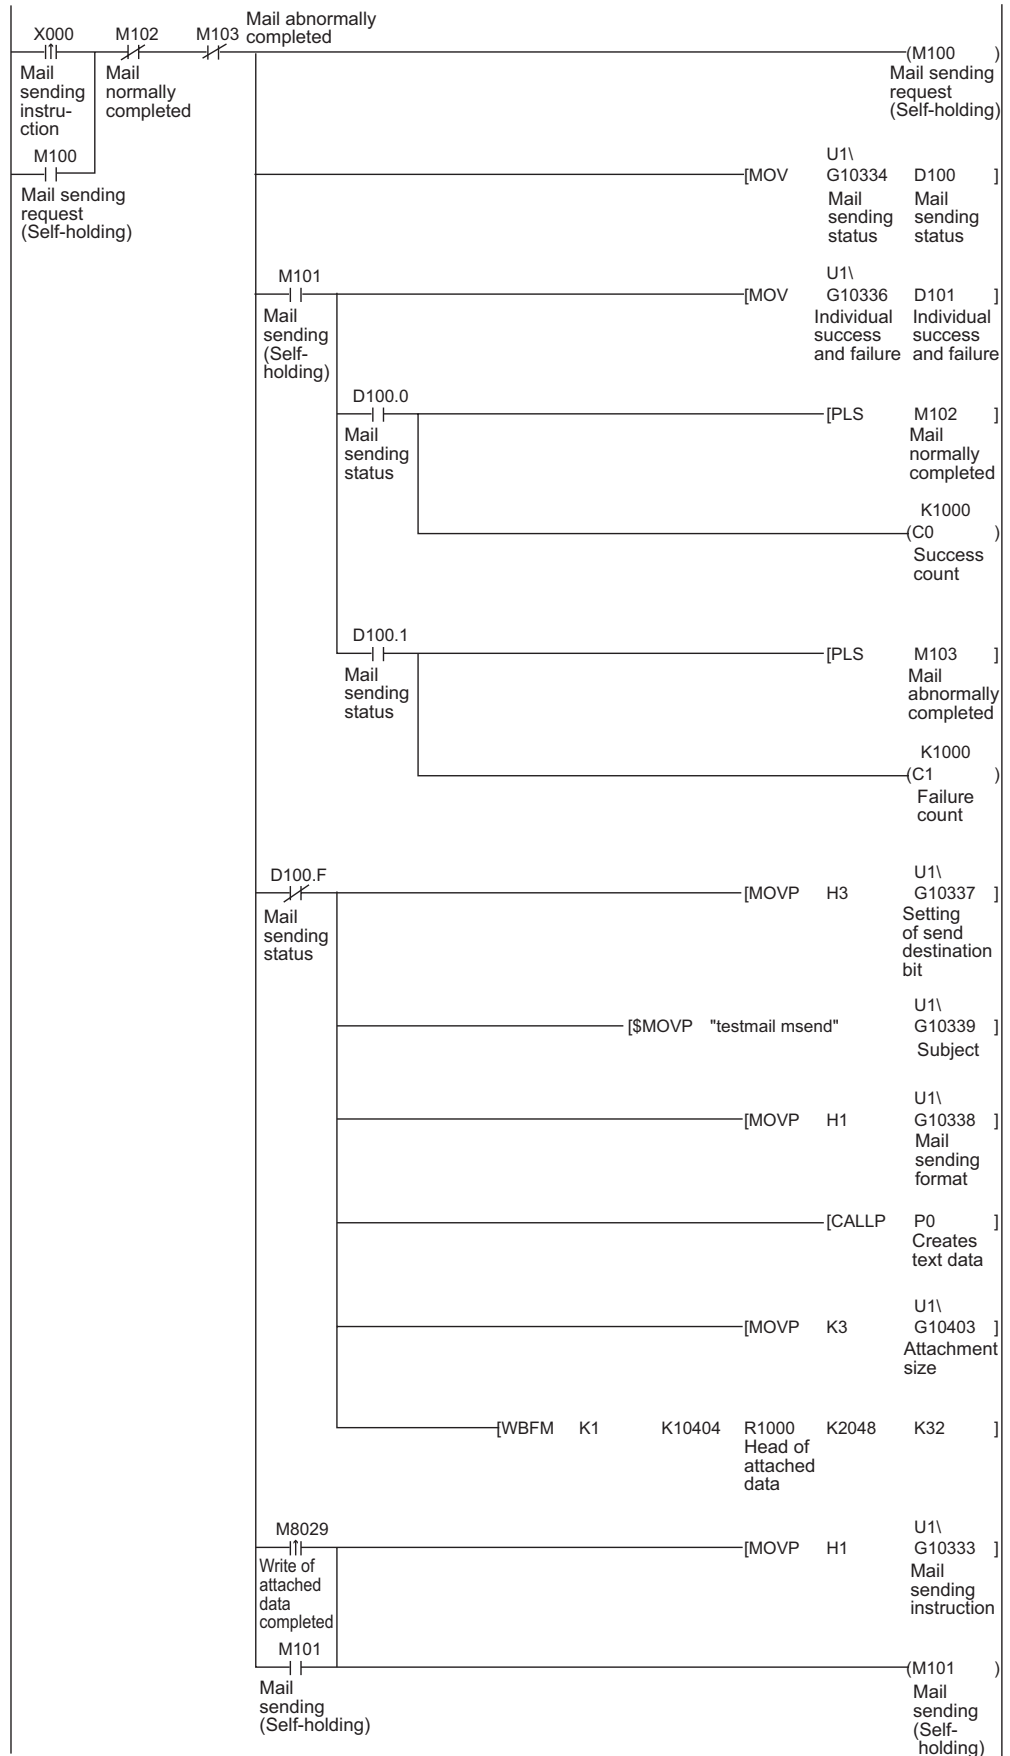 Mail abnormally
completed
X000
M102
M103
(M100 )
Mail
sending
instru-
ction
Mail
normally
completed
Mail sending
request
(Self-holding)
M100
Mail sending
request
(Self-holding)
U1\
[MOV G10334 D100 ]
Mail
sending
status
Mail
sending
status
M101
Mail
sending
(Self-
holding)
U1\
[MOV G10336 D101 ]
Individual
success
and failure
Individual
success
and failure
D100.0
Mail
sending
status
[PLS M102 ]
Mail
normally
completed
K1000
(C0 )
Success
count
D100.1
Mail
sending
status
[PLS M103 ]
Mail
abnormally
completed
K1000
(C1 )
Failure
count
D100.F
Mail
sending
status
U1\
[MOVP H3 G10337 ]
Setting
of send
destination
bit
U1\
[$MOVP "testmail msend" G10339 ]
Subject
U1\
[MOVP H1 G10338 ]
Mail
sending
format
[CALLP P0 ]
Creates
text data
U1\
[MOVP K3 G10403 ]
Attachment
size
[WBFM K1 K10404 R1000 K2048 K32 ]
Head of
attached
data
M8029
Write of
attached
data
completed
U1\
[MOVP H1 G10333 ]
Mail
sending
instruction
M101
Mail
sending
(Self-holding)
(M101 )
Mail
sending
(Self-
holding)